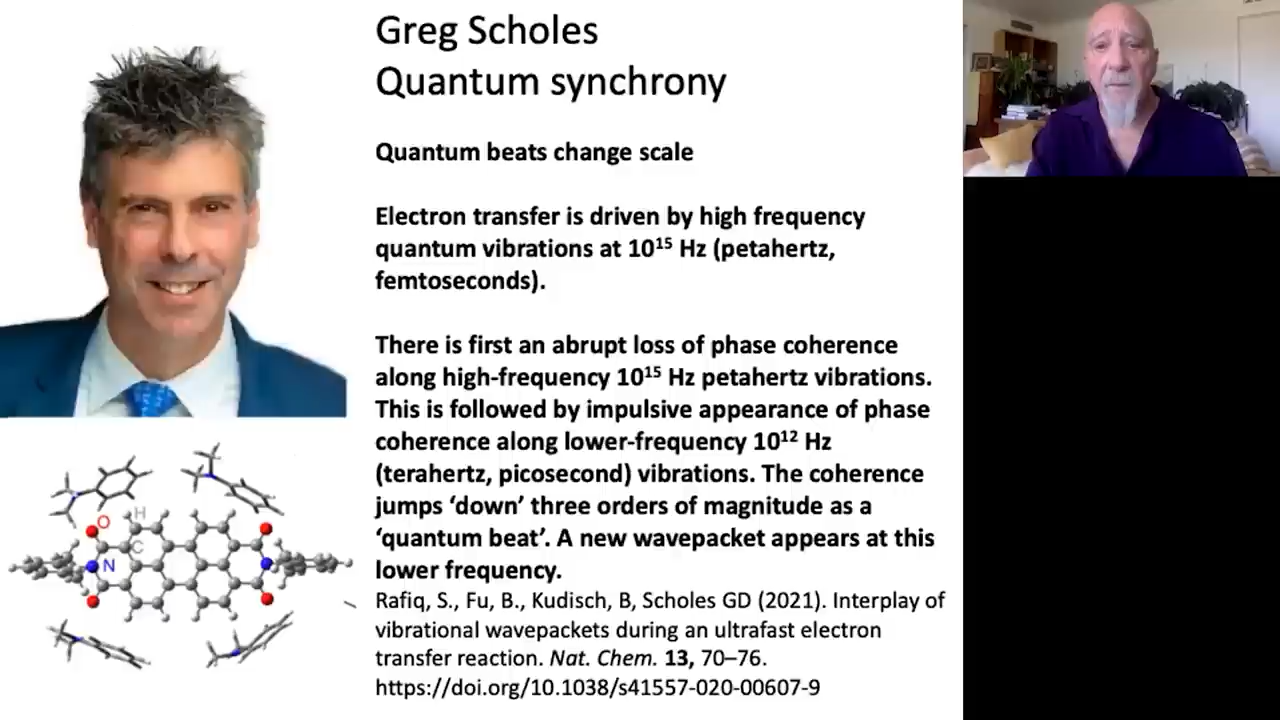 Greg Scholes
Quantum synchrony
Quantum beats change scale
Electron transfer is driven by high frequency
quantum vibrations at 10¹⁵ Hz (petahertz,
femtoseconds).
There is first an abrupt loss of phase coherence
along high-frequency 10¹⁵ Hz petahertz vibrations.
This is followed by impulsive appearance of phase
coherence along lower-frequency 10¹² Hz
(terahertz, picosecond) vibrations. The coherence
jumps ‘down’ three orders of magnitude as a
‘quantum beat’. A new wavepacket appears at this
lower frequency.
Rafiq, S., Fu, B., Kudisch, B, Scholes GD (2021). Interplay of
vibrational wavepackets during an ultrafast electron
transfer reaction. Nat. Chem. 13, 70–76.
https://doi.org/10.1038/s41557-020-00607-9
H
O
C
N